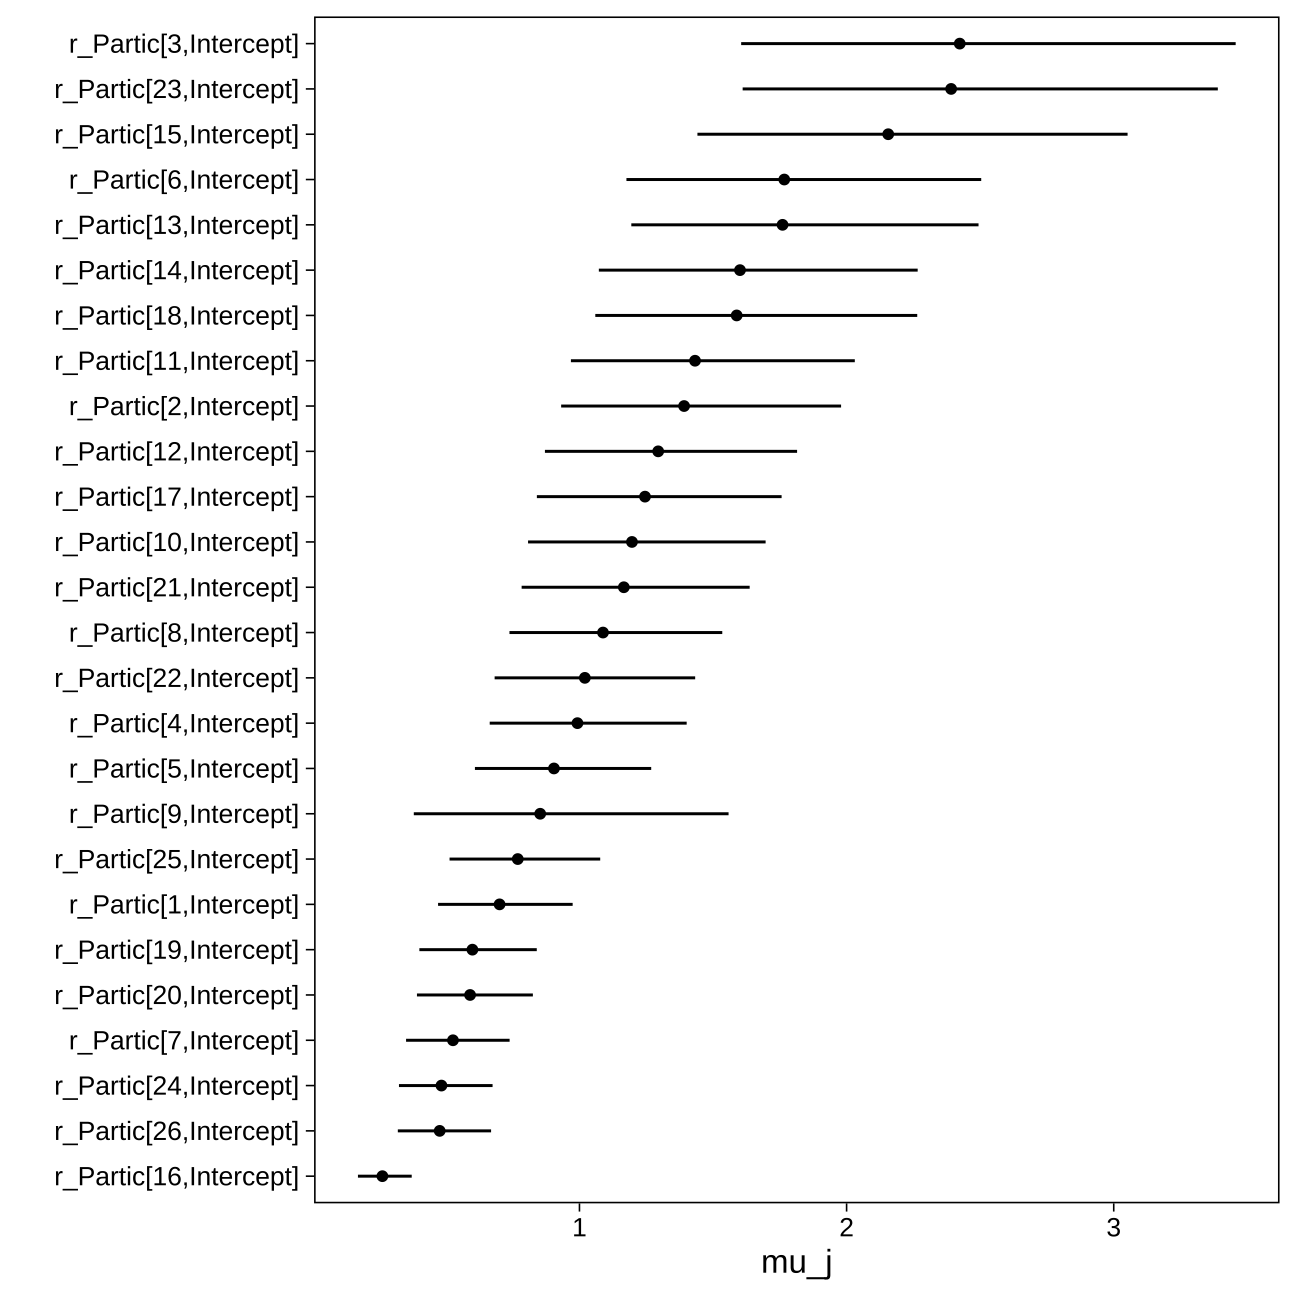 r_Partic[3,Intercept]
r_Partic[23,Intercept]
r_Partic[15,Intercept]
r_Partic[6,Intercept]
r_Partic[13,Intercept]
r_Partic[14,Intercept]
r_Partic[18,Intercept]
r_Partic[11,Intercept]
r_Partic[2,Intercept]
r_Partic[12,Intercept]
r_Partic[17,Intercept]
r_Partic[10,Intercept]
r_Partic[21,Intercept]
r_Partic[8,Intercept]
r_Partic[22,Intercept]
r_Partic[4,Intercept]
r_Partic[5,Intercept]
r_Partic[9,Intercept]
r_Partic[25,Intercept]
r_Partic[1,Intercept]
r_Partic[19,Intercept]
r_Partic[20,Intercept]
r_Partic[7,Intercept]
r_Partic[24,Intercept]
r_Partic[26,Intercept]
r_Partic[16,Intercept]
1 2 3
mu_j